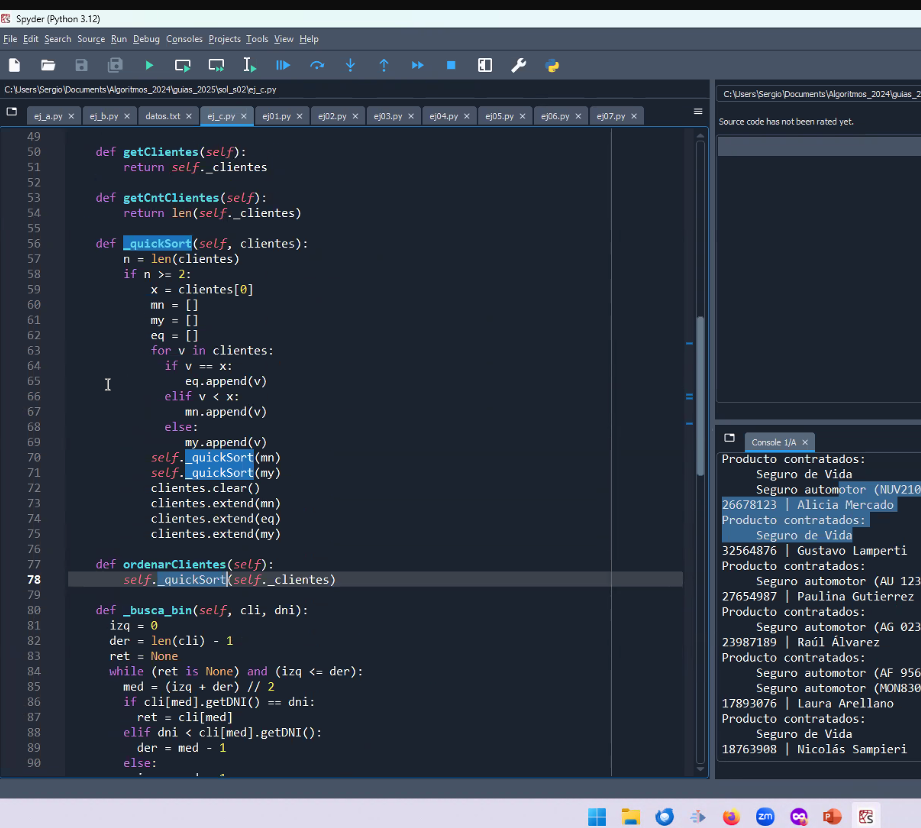 Spyder (Python 3.12)
File Edit Search Source Run Debug Consoles Projects Tools View Help
C:\Users\Sergio\Documents\Algoritmos_2024\guias_2025\sol_s02\ej_c.py
ej_a.py ej_b.py datos.txt ej_c.py ej01.py ej02.py ej03.py ej04.py ej05.py ej06.py ej07.py
49
50 def getClientes(self):
51 return self._clientes
52
53 def getCntClientes(self):
54 return len(self._clientes)
55
56 def _quickSort(self, clientes):
57 n = len(clientes)
58 if n >= 2:
59 x = clientes[0]
60 mn = []
61 my = []
62 eq = []
63 for v in clientes:
64 if v == x:
65 eq.append(v)
66 elif v < x:
67 mn.append(v)
68 else:
69 my.append(v)
70 self._quickSort(mn)
71 self._quickSort(my)
72 clientes.clear()
73 clientes.extend(mn)
74 clientes.extend(eq)
75 clientes.extend(my)
76
77 def ordenarClientes(self):
78 self._quickSort(self._clientes)
79
80 def _busca_bin(self, cli, dni):
81 izq = 0
82 der = len(cli) - 1
83 ret = None
84 while (ret is None) and (izq <= der):
85 med = (izq + der) // 2
86 if cli[med].getDNI() == dni:
87 ret = cli[med]
88 elif dni < cli[med].getDNI():
89 der = med - 1
90 else:
C:\Users\Sergio\Documents\Algoritmos_2024\guias_2
Source code has not been rated yet.
Console 1/A
Producto contratados:
Seguro de Vida
Seguro automotor (NUV210
26678123 | Alicia Mercado
Producto contratados:
Seguro de Vida
32564876 | Gustavo Lamperti
Producto contratados:
Seguro automotor (AU 123
27654987 | Paulina Gutierrez
Producto contratados:
Seguro automotor (AG 023
23987189 | Raúl Álvarez
Producto contratados:
Seguro automotor (AF 956
Seguro automotor (MON830
17893076 | Laura Arellano
Producto contratados:
Seguro de Vida
18763908 | Nicolás Sampieri
zm